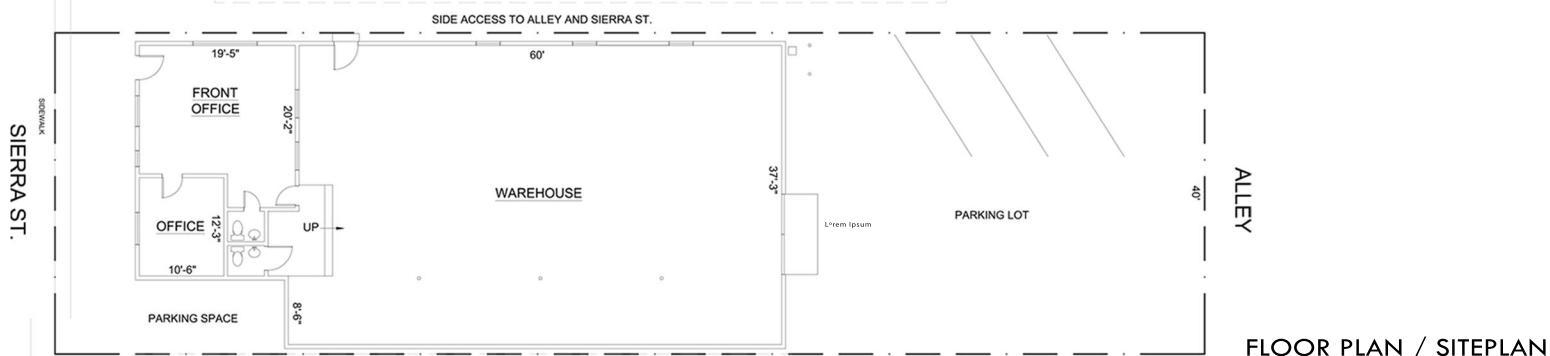 SIDE ACCESS TO ALLEY AND SIERRA ST.
19'-5"
60'
FRONT
OFFICE
20'-2"
SIDEWALK
SIERRA ST.
WAREHOUSE
37'-3"
OFFICE
12'-3"
UP
10'-6"
Lorem Ipsum
PARKING LOT
40'
ALLEY
8'-6"
PARKING SPACE
FLOOR PLAN / SITEPLAN